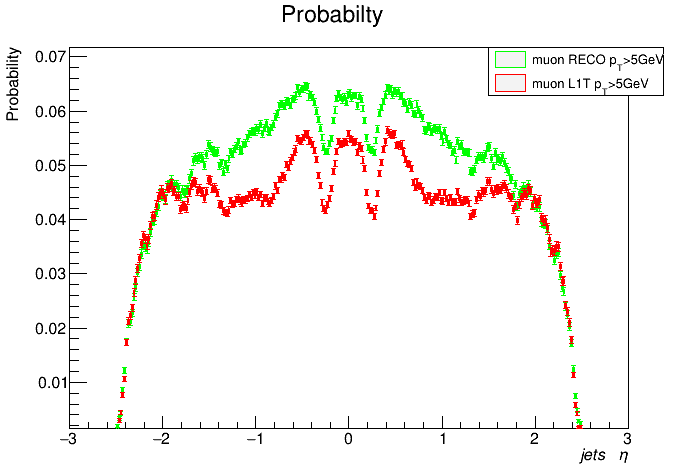 Probabilty
Probability
muon RECO p_T>5GeV
muon L1T p_T>5GeV
0.07
0.06
0.05
0.04
0.03
0.02
0.01
−3 −2 −1 0 1 2 3
jets η